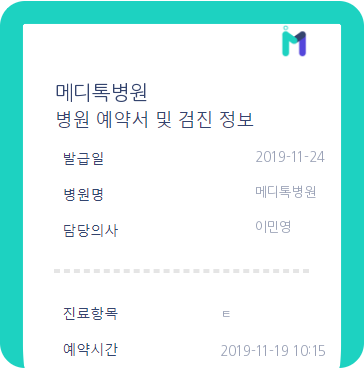 메디톡병원
병원 예약서 및 검진 정보
발급일 2019-11-24
병원명 메디톡병원
담당의사 이민영
진료항목 ㅌ
예약시간 2019-11-19 10:15